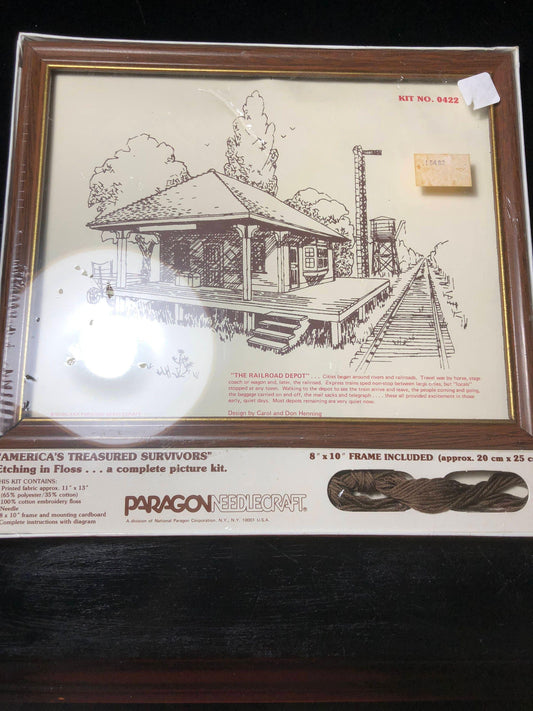 KIT NO. 0422
"THE RAILROAD DEPOT" . . . Cities began around rivers and railroads. Travel was by horse, stage
coach or wagon and, later, the railroad. Express trains sped non-stop between large cities, but "locals"
stopped at any town. Walking to the depot to see the train arrive and leave, the people coming and going,
the baggage carried on and off, the mail sacks and telegraph . . . . these all provided excitement in those
early, quiet days. Most depots remaining are very quiet now.
Design by Carol and Don Henning
"AMERICA'S TREASURED SURVIVORS"
Etching in Floss . . . a complete picture kit.
8" x 10" FRAME INCLUDED (approx. 20 cm x 25 c
THIS KIT CONTAINS:
Printed fabric approx. 11" x 13"
(65% polyester/35% cotton)
100% cotton embroidery floss
Needle
8 x 10" frame and mounting cardboard
Complete instructions with diagram
PARAGON NEEDLECRAFT®
A division of National Paragon Corporation, N.Y., N.Y. 10001 U.S.A.